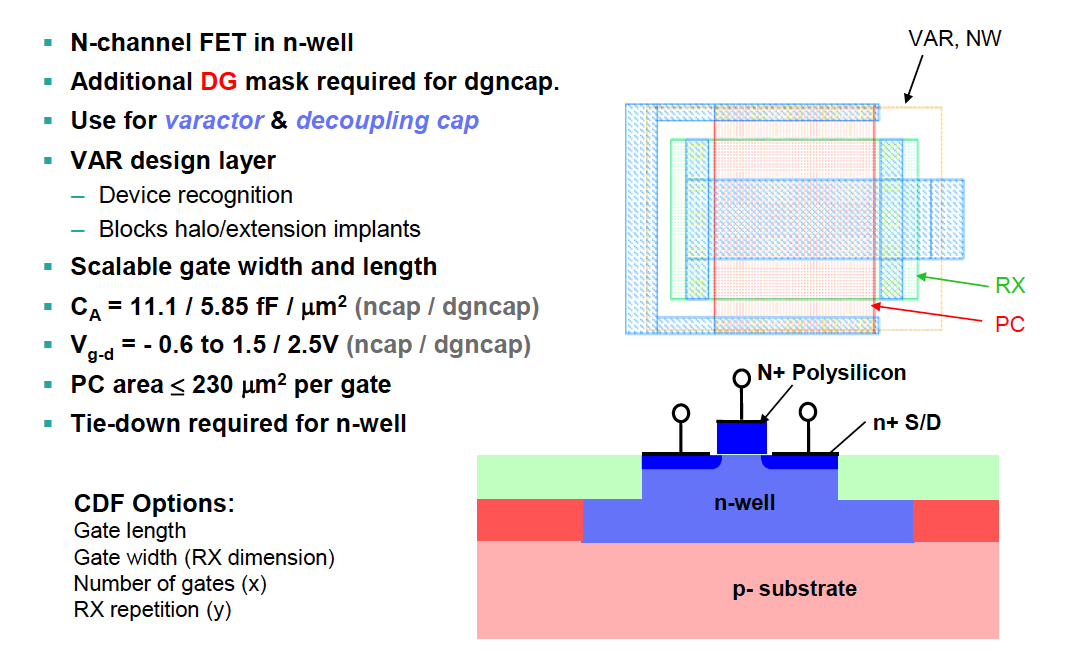 ▪ N-channel FET in n-well
▪ Additional DG mask required for dgncap.
▪ Use for varactor & decoupling cap
▪ VAR design layer
– Device recognition
– Blocks halo/extension implants
▪ Scalable gate width and length
▪ CA = 11.1 / 5.85 fF / μm² (ncap / dgncap)
▪ Vg-d = - 0.6 to 1.5 / 2.5V (ncap / dgncap)
▪ PC area ≤ 230 μm² per gate
▪ Tie-down required for n-well
CDF Options:
Gate length
Gate width (RX dimension)
Number of gates (x)
RX repetition (y)
VAR, NW
RX
PC
N+ Polysilicon
n+ S/D
n-well
p- substrate